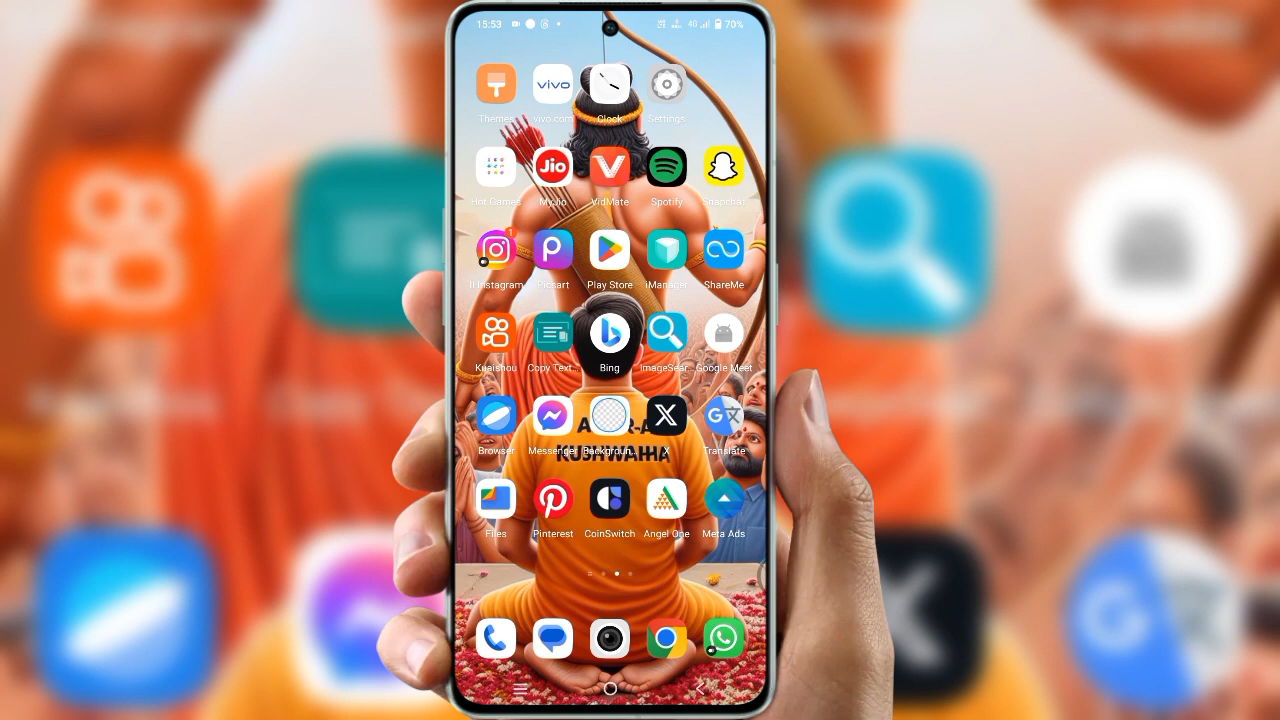 15:53 4G 70%
Themes vivo.com Clock Settings
Hot Games MyJio VidMate Spotify Snapchat
Instagram Picsart Play Store iManager ShareMe
Kuaishou Copy Text.. Bing ImageSear.. Google Meet
KUSHWAHA
Browser Messenger Backgroun.. X Translate
Files Pinterest CoinSwitch Angel One Meta Ads